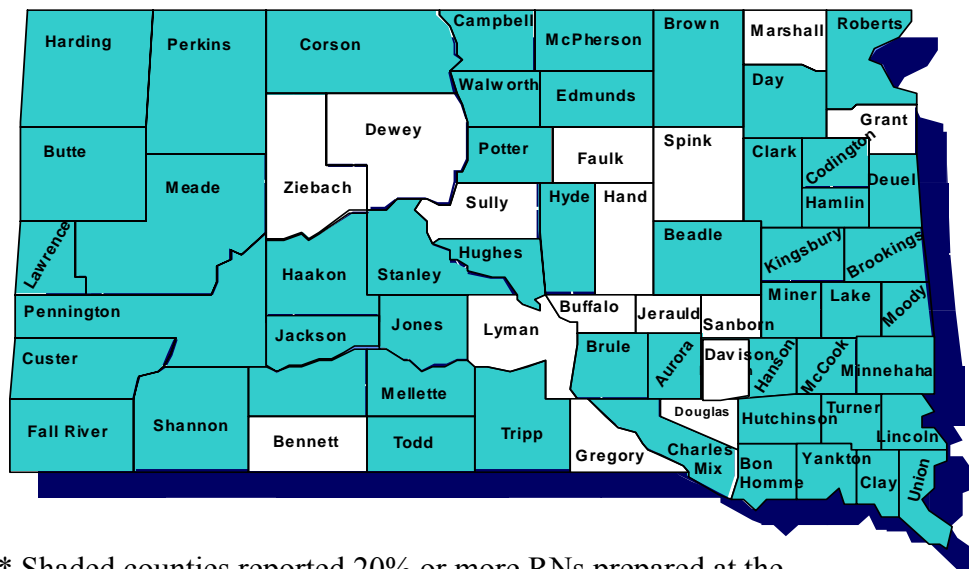 Harding
Perkins
Corson
Campbell
McPherson
Brown
Marshall
Roberts
Walworth
Edmunds
Day
Dewey
Grant
Butte
Meade
Ziebach
Potter
Faulk
Spink
Clark
Codington
Deuel
Sully
Hyde
Hand
Hamlin
Lawrence
Haakon
Stanley
Hughes
Beadle
Kingsbury
Brookings
Pennington
Jackson
Jones
Lyman
Buffalo
Jerauld
Sanborn
Miner
Lake
Moody
Custer
Brule
Aurora
Davison
Hanson
McCook
Minnehaha
Fall River
Shannon
Bennett
Mellette
Todd
Tripp
Gregory
Douglas
Charles
Mix
Hutchinson
Turner
Lincoln
Bon
Homme
Yankton
Clay
Union
* Shaded counties reported 20% or more RNs prepared at the